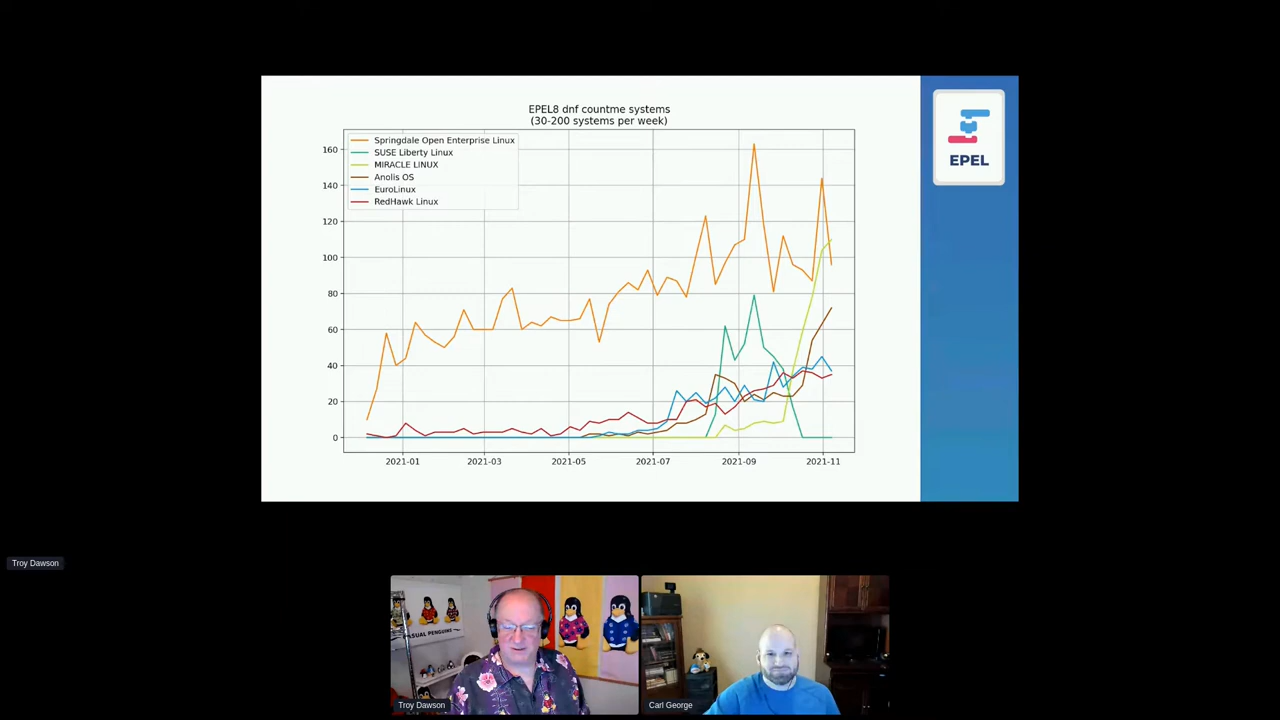 EPEL8 dnf countme systems
(30-200 systems per week)
Springdale Open Enterprise Linux
SUSE Liberty Linux
MIRACLE LINUX
Anolis OS
EuroLinux
RedHawk Linux
160
140
120
100
80
60
40
20
0
2021-01
2021-03
2021-05
2021-07
2021-09
2021-11
EPEL
Troy Dawson
CASUAL PENGUINS
Troy Dawson
Carl George